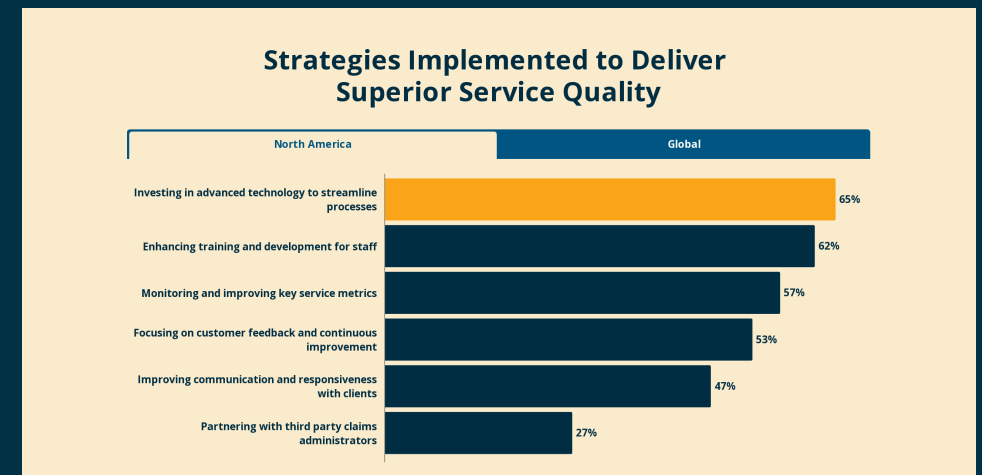 Strategies Implemented to Deliver
Superior Service Quality
North America
Global
Investing in advanced technology to streamline
processes
65%
Enhancing training and development for staff
62%
Monitoring and improving key service metrics
57%
Focusing on customer feedback and continuous
improvement
53%
Improving communication and responsiveness
with clients
47%
Partnering with third party claims
administrators
27%